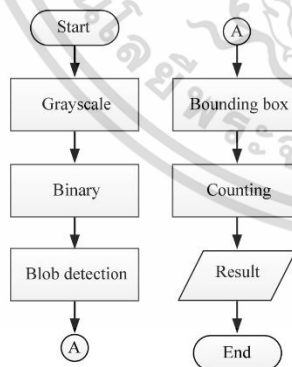 Start
Grayscale
Binary
Blob detection
A
A
Bounding box
Counting
Result
End